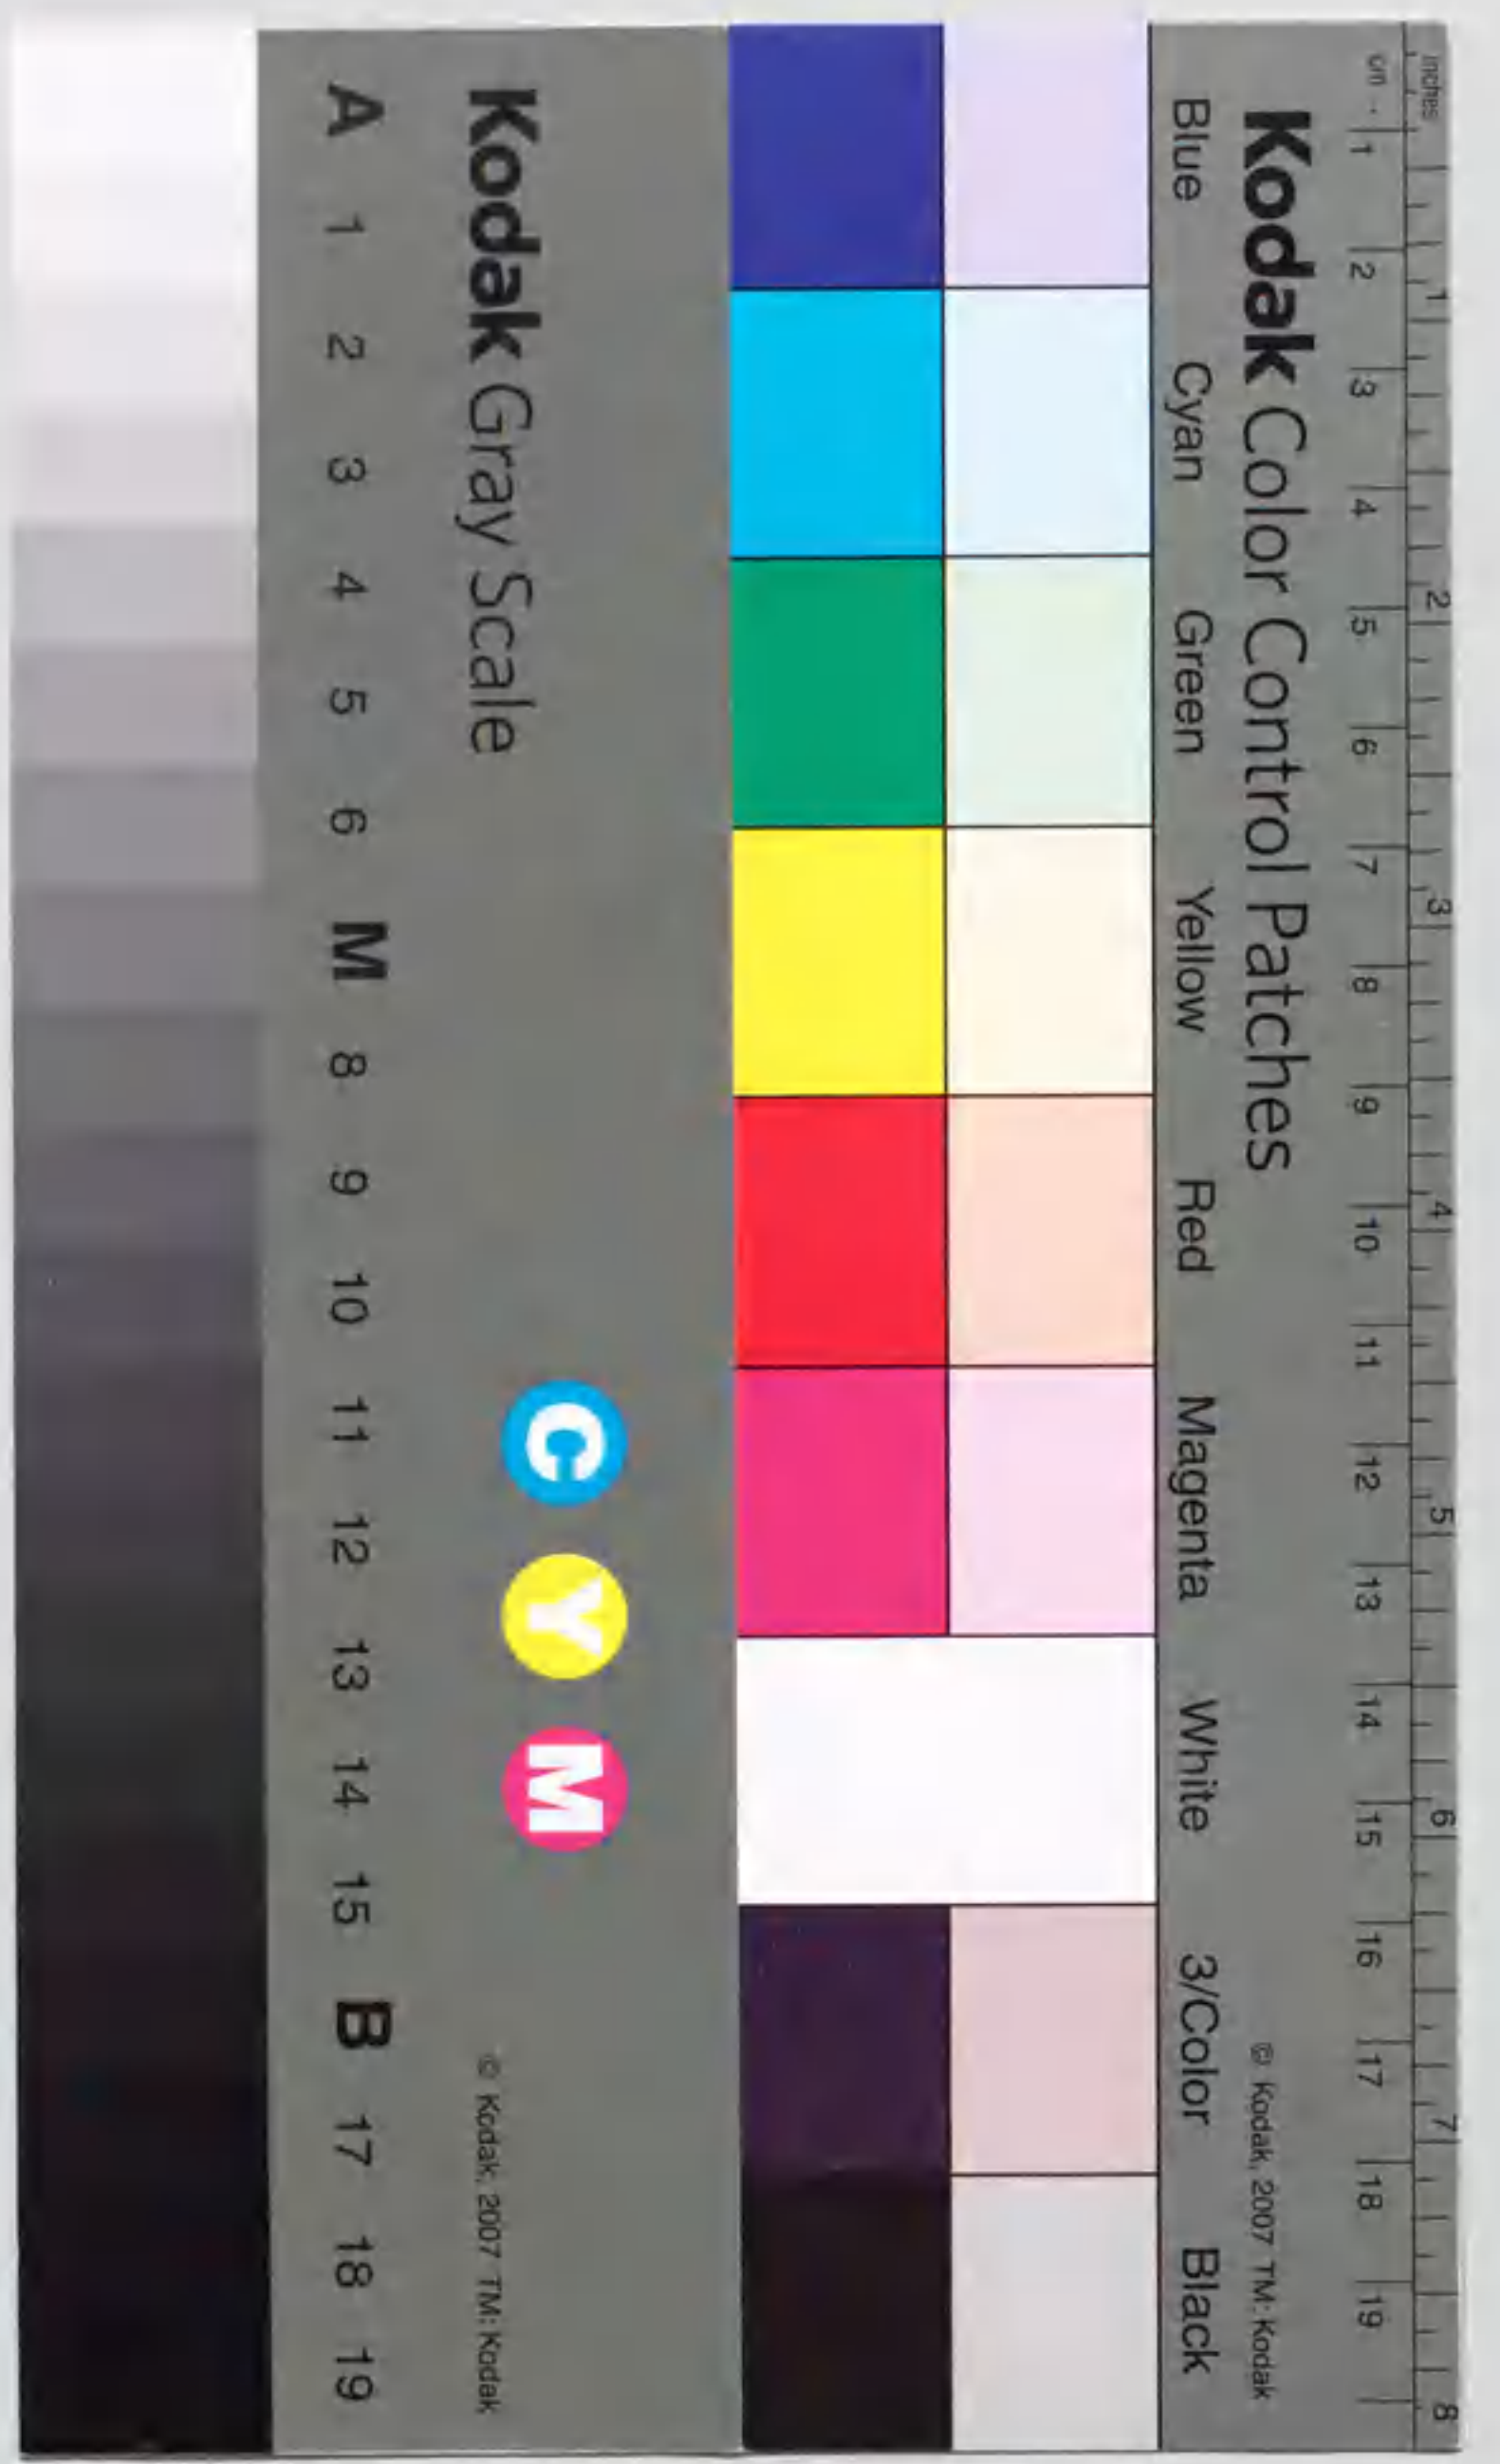 inches 1 2 3 4 5 6 7 8
cm 1 2 3 4 5 6 7 8 9 10 11 12 13 14 15 16 17 18 19
Kodak Color Control Patches
© Kodak, 2007 TM: Kodak
Blue Cyan Green Yellow Red Magenta White 3/Color Black
C Y M
Kodak Gray Scale
© Kodak, 2007 TM: Kodak
A 1 2 3 4 5 6 M 8 9 10 11 12 13 14 15 B 17 18 19